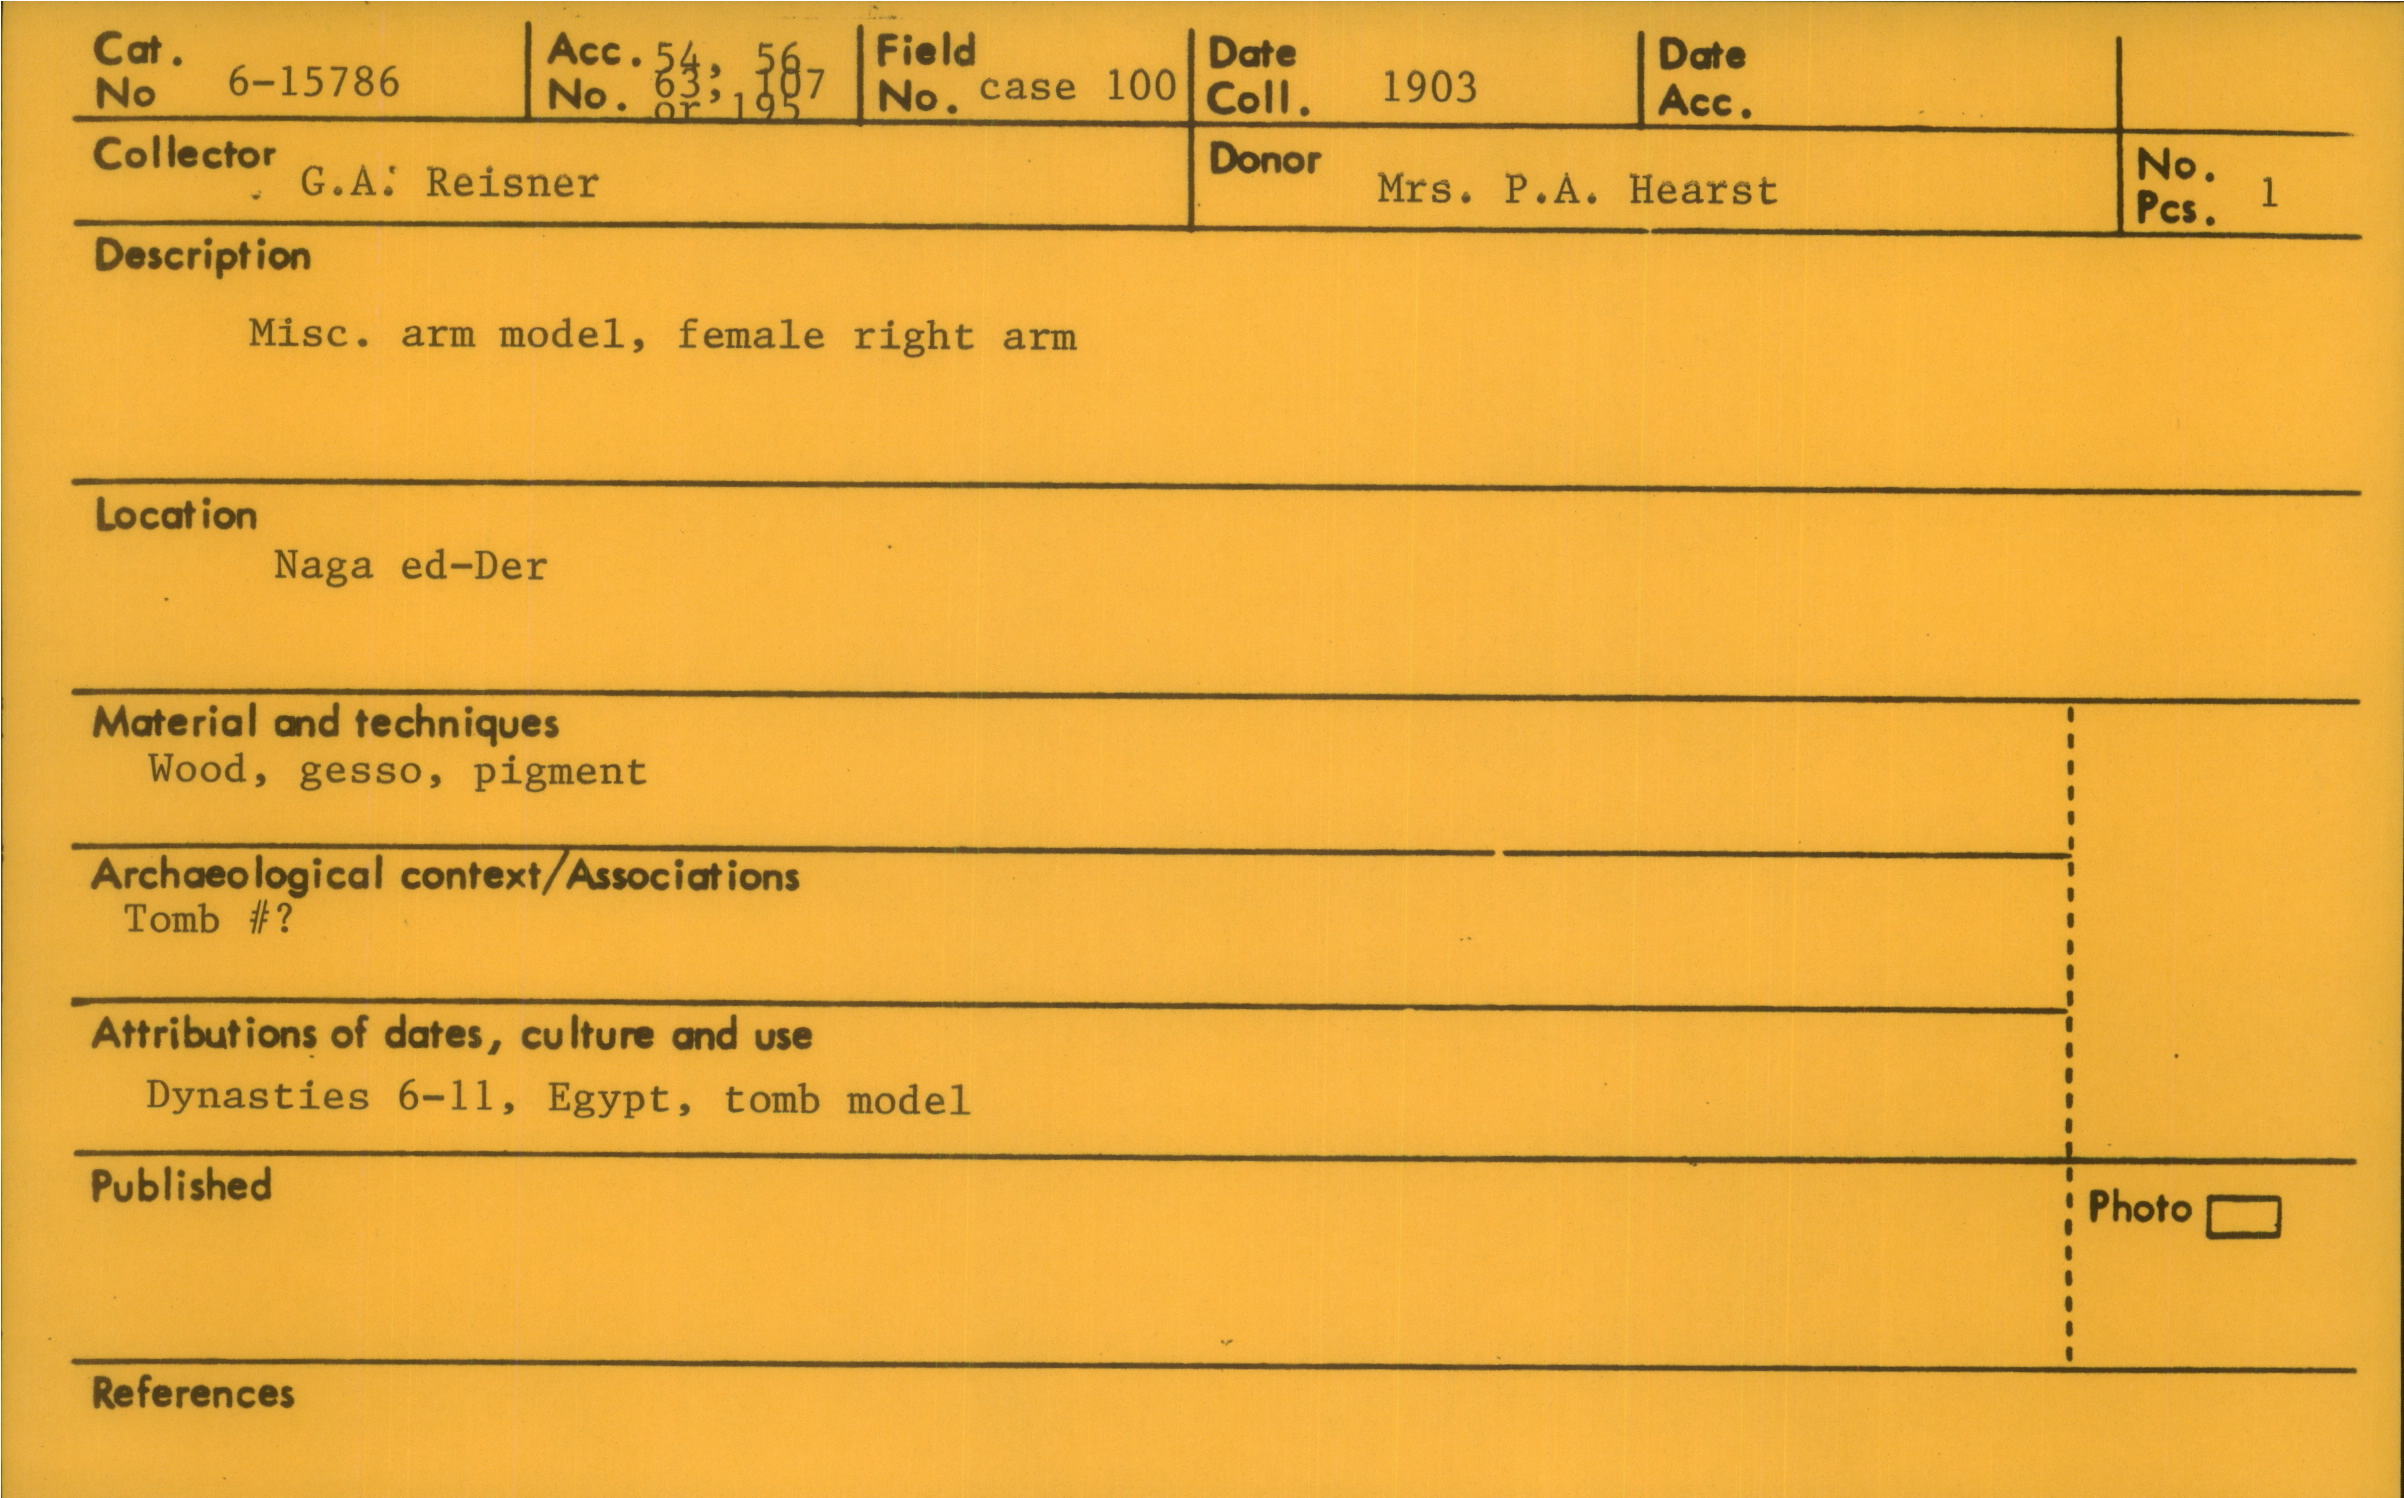 Cat. No 6-15786
Acc. No. 54, 56, 63, 107 or 195
Field No. case 100
Date Coll. 1903
Date Acc.
Collector G.A. Reisner
Donor Mrs. P.A. Hearst
No. Pcs. 1
Description
Misc. arm model, female right arm
Location
Naga ed-Der
Material and techniques
Wood, gesso, pigment
Archaeological context/Associations
Tomb #?
Attributions of dates, culture and use
Dynasties 6-11, Egypt, tomb model
Published
Photo
References